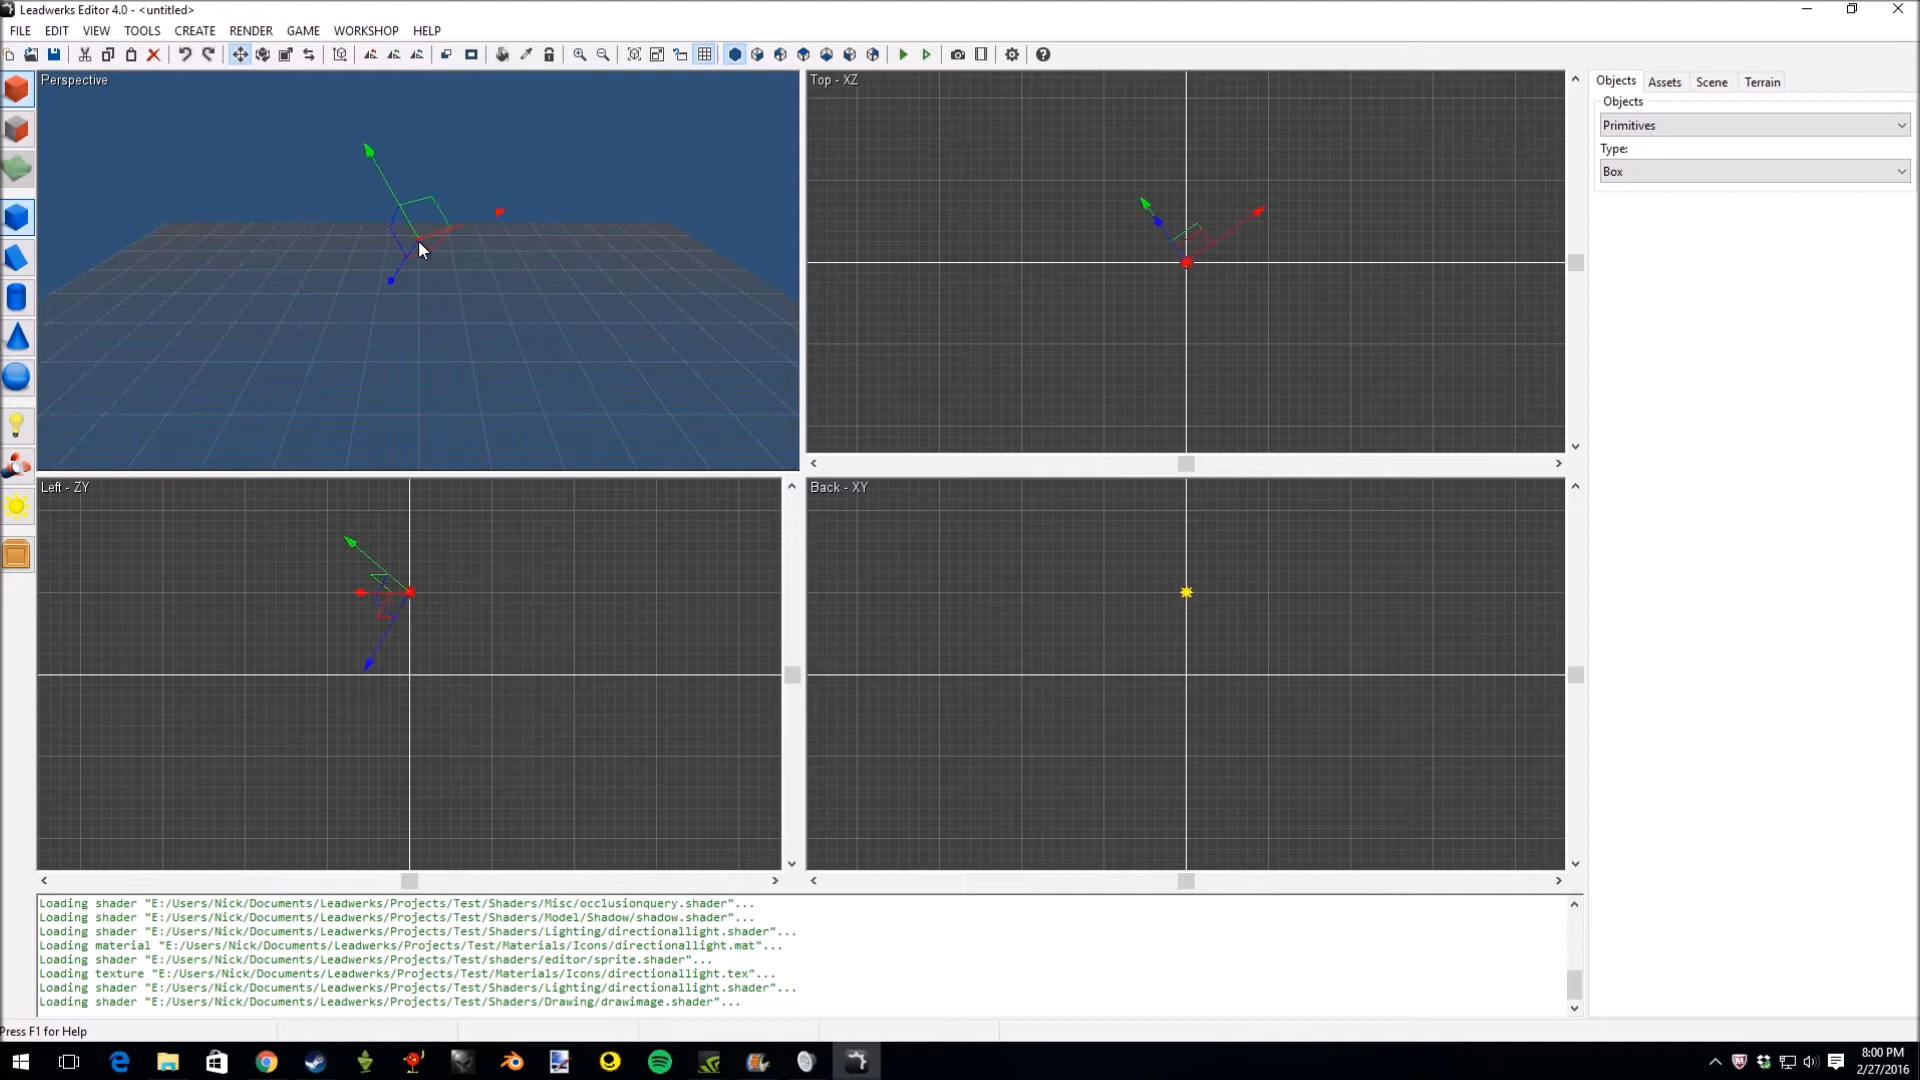 Leadwerks Editor 4.0 - <untitled>
FILE EDIT VIEW TOOLS CREATE RENDER GAME WORKSHOP HELP
Perspective
Top - XZ
Objects Assets Scene Terrain
Objects
Primitives
Type:
Box
Left - ZY
Back - XY
Loading shader "E:/Users/Nick/Documents/Leadwerks/Projects/Test/Shaders/Misc/occlusionquery.shader"...
Loading shader "E:/Users/Nick/Documents/Leadwerks/Projects/Test/Shaders/Model/Shadow/shadow.shader"...
Loading shader "E:/Users/Nick/Documents/Leadwerks/Projects/Test/Shaders/Lighting/directionallight.shader"...
Loading material "E:/Users/Nick/Documents/Leadwerks/Projects/Test/Materials/Icons/directionallight.mat"...
Loading shader "E:/Users/Nick/Documents/Leadwerks/Projects/Test/Shaders/editor/sprite.shader"...
Loading texture "E:/Users/Nick/Documents/Leadwerks/Projects/Test/Materials/Icons/directionallight.tex"...
Loading shader "E:/Users/Nick/Documents/Leadwerks/Projects/Test/Shaders/Lighting/directionallight.shader"...
Loading shader "E:/Users/Nick/Documents/Leadwerks/Projects/Test/Shaders/Drawing/drawimage.shader"...
Press F1 for Help
8:00 PM
2/27/2016